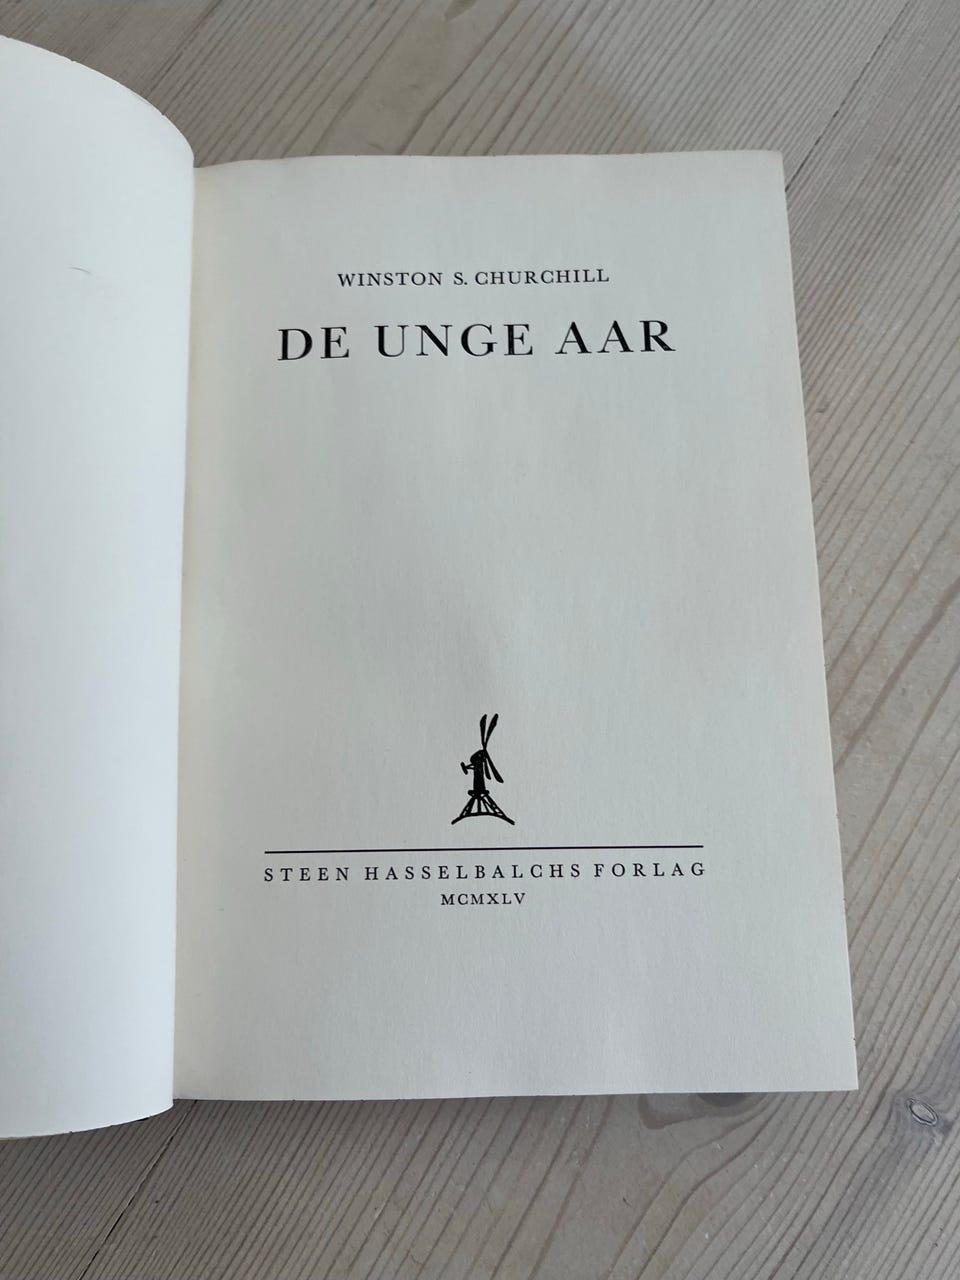 WINSTON S. CHURCHILL
DE UNGE AAR
STEEN HASSELBALCHS FORLAG
MCMXLV